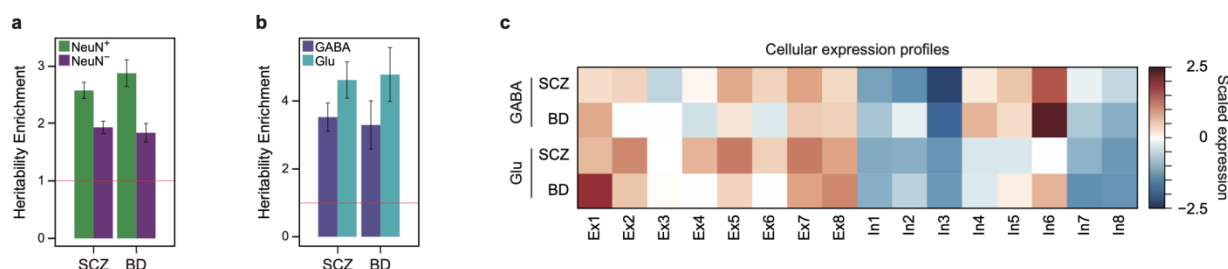 a
Heritability Enrichment
3
2
1
0
NeuN+
NeuN−
SCZ BD
b
Heritability Enrichment
4
2
0
GABA
Glu
SCZ BD
c
Cellular expression profiles
GABA
SCZ
BD
Glu
SCZ
BD
Ex1 Ex2 Ex3 Ex4 Ex5 Ex6 Ex7 Ex8 In1 In2 In3 In4 In5 In6 In7 In8
2.5
0
−2.5
Scaled expression